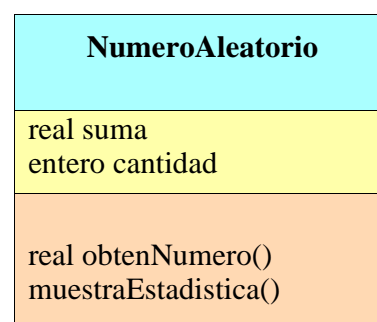 NumeroAleatorio
real suma
entero cantidad
real obtenNumero()
muestraEstadistica()